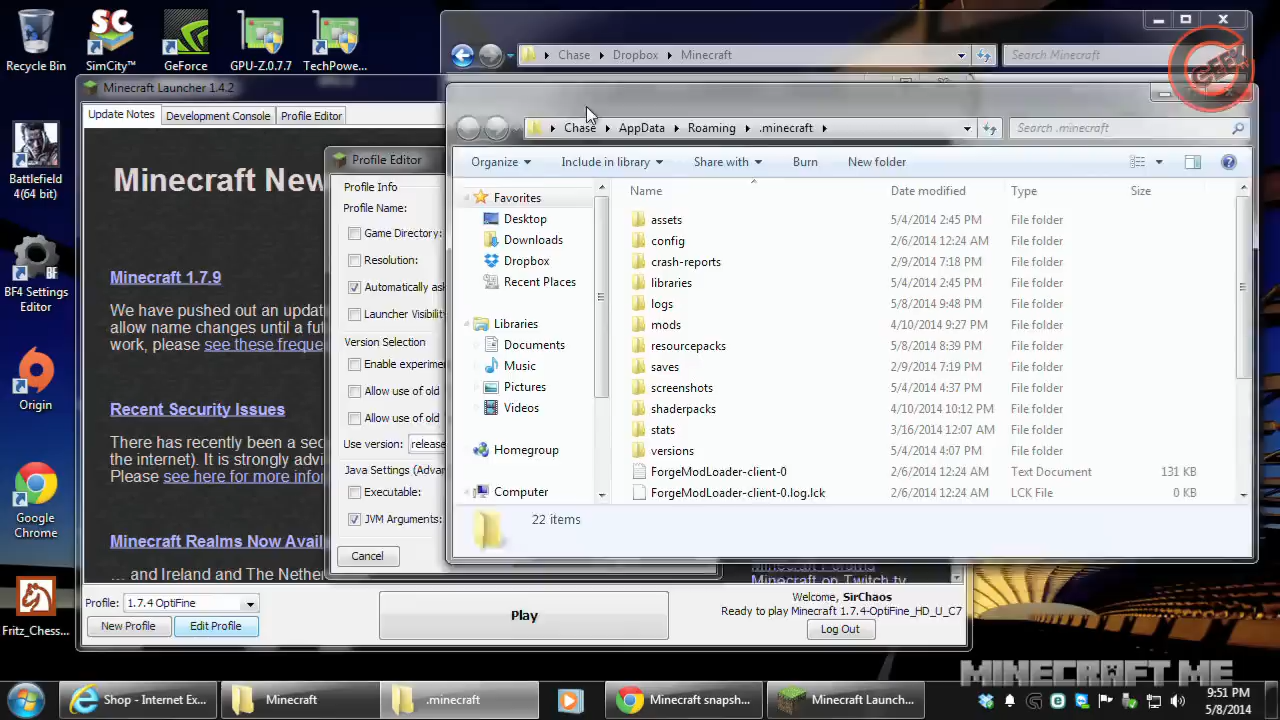 Recycle Bin
SimCity™
GeForce
GPU-Z.0.7.7
TechPowe...
Battlefield
4(64 bit)
BF4 Settings
Editor
Origin
Google
Chrome
Fritz_Chess...
Chase
Dropbox
Minecraft
Search Minecraft
Minecraft Launcher 1.4.2
Update Notes
Development Console
Profile Editor
Minecraft New
Minecraft 1.7.9
We have pushed out an updat
allow name changes until a fut
work, please see these freque
Recent Security Issues
There has recently been a sec
the internet). It is strongly advi
Please see here for more infor
Minecraft Realms Now Avail
... and Ireland and The Nethe
Minecraft on Twitch.tv
Profile Editor
Profile Info
Profile Name:
Game Directory:
Resolution:
Automatically ask
Launcher Visibility
Version Selection
Enable experimen
Allow use of old
Allow use of old
Use version: release
Java Settings (Advan
Executable:
JVM Arguments:
Cancel
Chase
AppData
Roaming
.minecraft
Search .minecraft
Organize
Include in library
Share with
Burn
New folder
Favorites
Desktop
Downloads
Dropbox
Recent Places
Libraries
Documents
Music
Pictures
Videos
Homegroup
Computer
Name Date modified Type Size
assets 5/4/2014 2:45 PM File folder
config 2/6/2014 12:24 AM File folder
crash-reports 2/9/2014 7:18 PM File folder
libraries 5/4/2014 2:45 PM File folder
logs 5/8/2014 9:48 PM File folder
mods 4/10/2014 9:27 PM File folder
resourcepacks 5/8/2014 8:39 PM File folder
saves 2/9/2014 7:19 PM File folder
screenshots 5/4/2014 4:37 PM File folder
shaderpacks 4/10/2014 10:12 PM File folder
stats 3/16/2014 12:07 AM File folder
versions 5/4/2014 4:07 PM File folder
ForgeModLoader-client-0 2/6/2014 12:24 AM Text Document 131 KB
ForgeModLoader-client-0.log.lck 2/6/2014 12:24 AM LCK File 0 KB
22 items
Profile: 1.7.4 OptiFine
New Profile
Edit Profile
Play
Welcome, SirChaos
Ready to play Minecraft 1.7.4-OptiFine_HD_U_C7
Log Out
MINECRAFT ME
Shop - Internet Ex...
Minecraft
.minecraft
Minecraft snapsh...
Minecraft Launch...
9:51 PM
5/8/2014